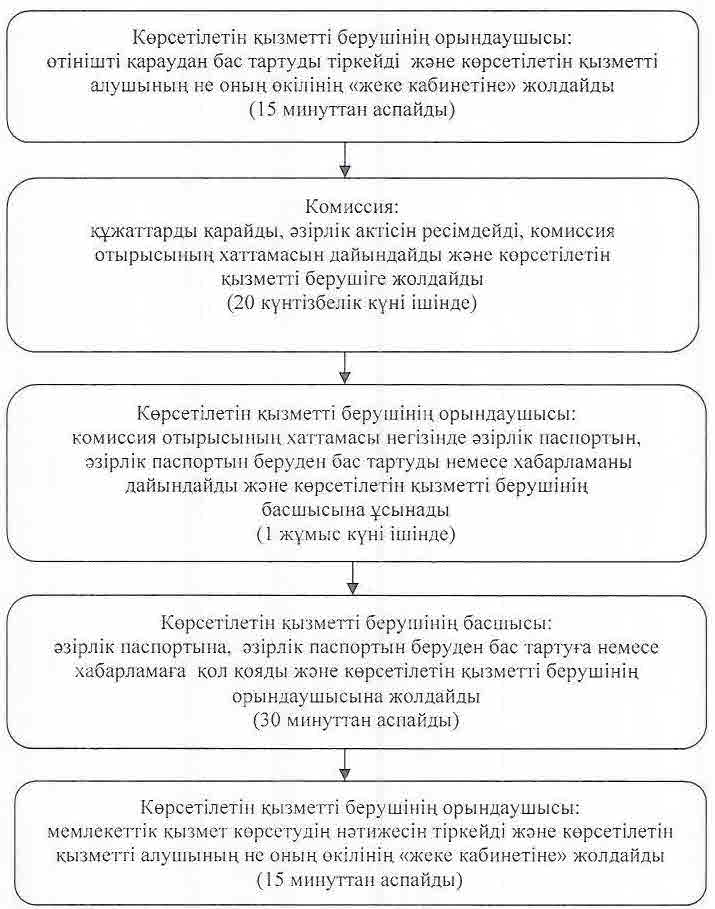 Көрсетілетін қызметті берушінің орындаушысы:
өтінішті қараудан бас тартуды тіркейді және көрсетілетін қызметті
алушының не оның өкілінің «жеке кабинетіне» жолдайды
(15 минуттан аспайды)
Комиссия:
құжаттарды қарайды, әзірлік актісін ресімдейді, комиссия
отырысының хаттамасын дайындайды және көрсетілетін
қызметті берушіге жолдайды
(20 күнтізбелік күні ішінде)
Көрсетілетін қызметті берушінің орындаушысы:
комиссия отырысының хаттамасы негізінде әзірлік паспортын,
әзірлік паспортын беруден бас тартуды немесе хабарламаны
дайындайды және көрсетілетін қызметті берушінің
басшысына ұсынады
(1 жұмыс күні ішінде)
Көрсетілетін қызметті берушінің басшысы:
әзірлік паспортына, әзірлік паспортын беруден бас тартуға немесе
хабарламаға қол қояды және көрсетілетін қызметті берушінің
орындаушысына жолдайды
(30 минуттан аспайды)
Көрсетілетін қызметті берушінің орындаушысы:
мемлекеттік қызмет көрсетудің нәтижесін тіркейді және көрсетілетін
қызметті алушының не оның өкілінің «жеке кабинетіне» жолдайды
(15 минуттан аспайды)